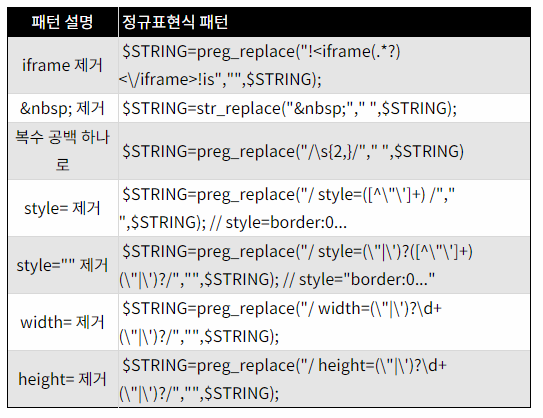 패턴 설명 정규표현식 패턴
iframe 제거 $STRING=preg_replace("!<iframe(.*?)
<\/iframe>!is","",$STRING);
&nbsp; 제거 $STRING=str_replace("&nbsp;"," ",$STRING);
복수 공백 하나
로 $STRING=preg_replace("/\s{2,}/"," ",$STRING)
style= 제거 $STRING=preg_replace("/ style=([^\"\']+) /","
",$STRING); // style=border:0...
style="" 제거 $STRING=preg_replace("/ style=(\"|\')?([^\"\']+)
(\"|\')?/","",$STRING); // style="border:0..."
width= 제거 $STRING=preg_replace("/ width=(\"|\')?\d+
(\"|\')?/","",$STRING);
height= 제거 $STRING=preg_replace("/ height=(\"|\')?\d+
(\"|\')?/","",$STRING);